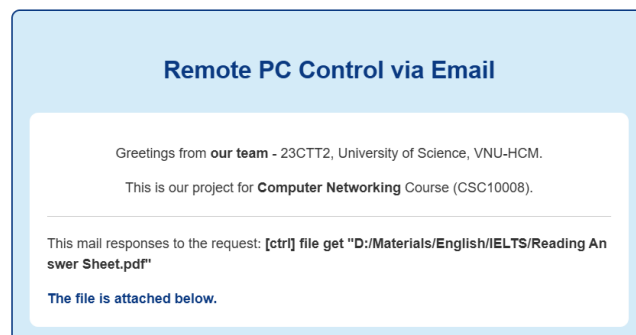 Remote PC Control via Email
Greetings from our team - 23CTT2, University of Science, VNU-HCM.
This is our project for Computer Networking Course (CSC10008).
This mail responses to the request: [ctrl] file get "D:/Materials/English/IELTS/Reading An
swer Sheet.pdf"
The file is attached below.